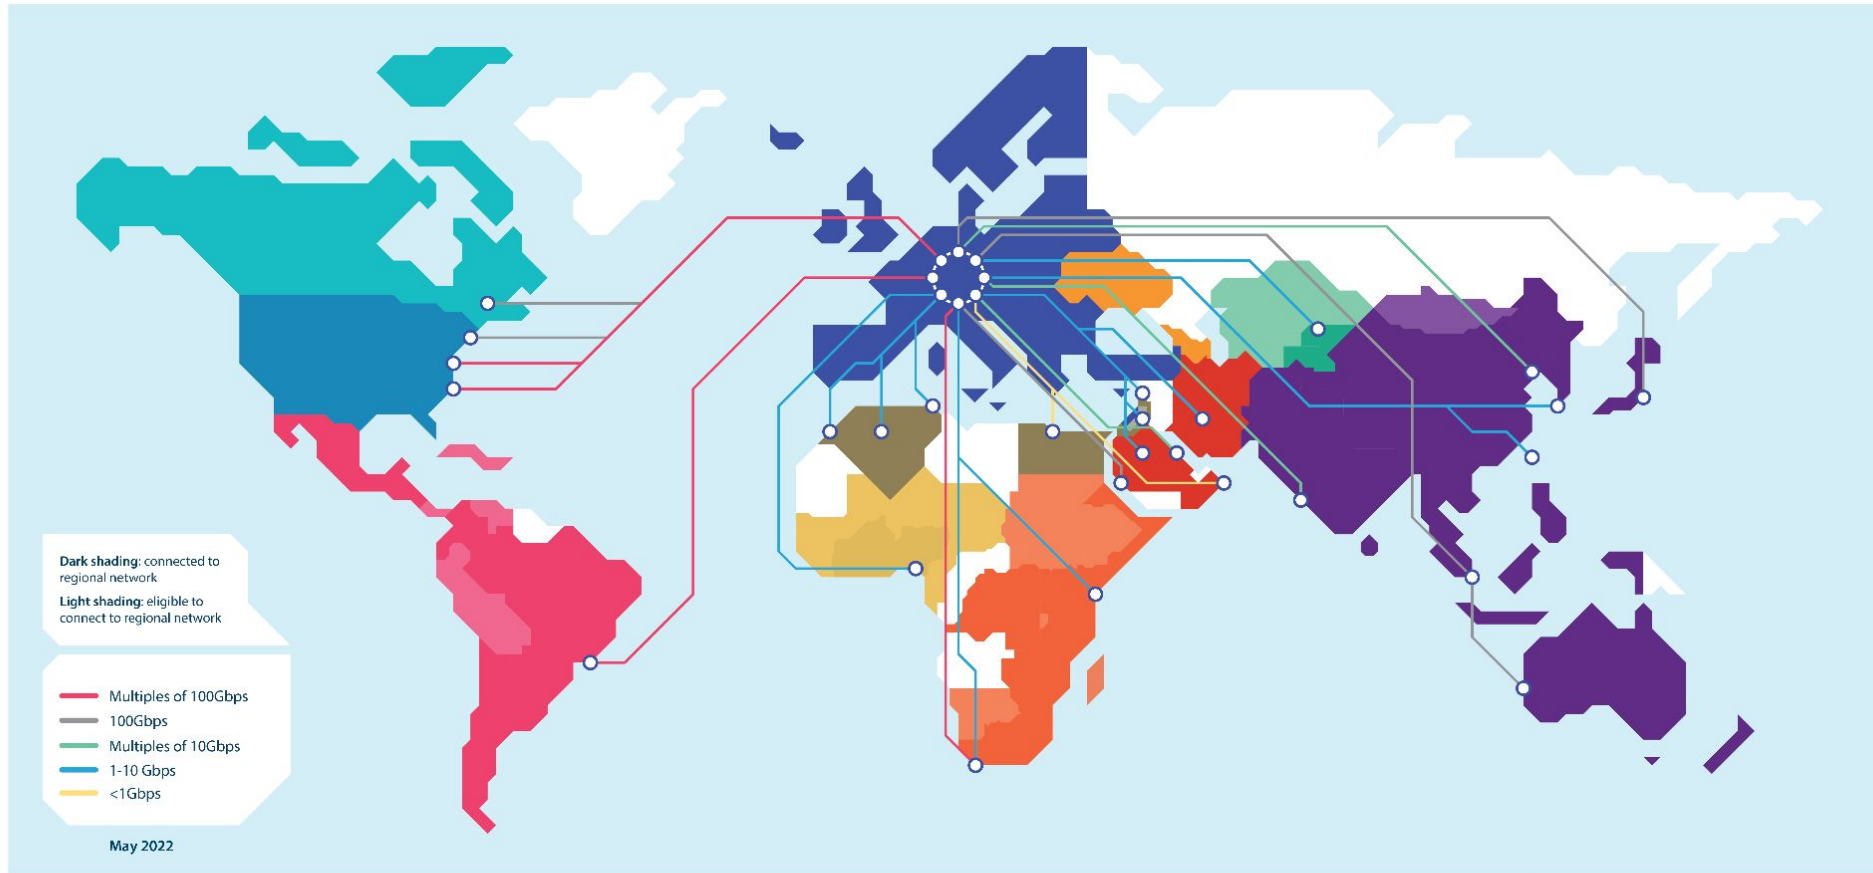 Dark shading: connected to
regional network
Light shading: eligible to
connect to regional network
Multiples of 100Gbps
100Gbps
Multiples of 10Gbps
1-10 Gbps
<1Gbps
May 2022